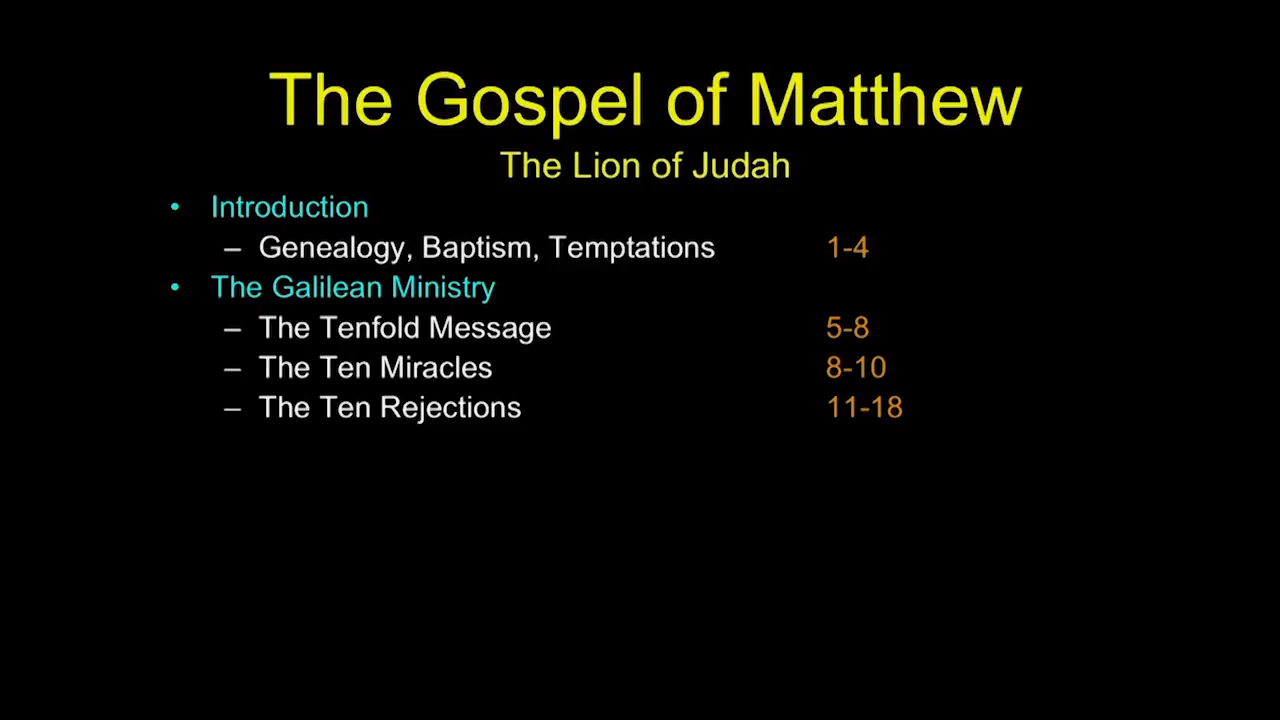 The Gospel of Matthew
The Lion of Judah
• Introduction
– Genealogy, Baptism, Temptations 1-4
• The Galilean Ministry
– The Tenfold Message 5-8
– The Ten Miracles 8-10
– The Ten Rejections 11-18